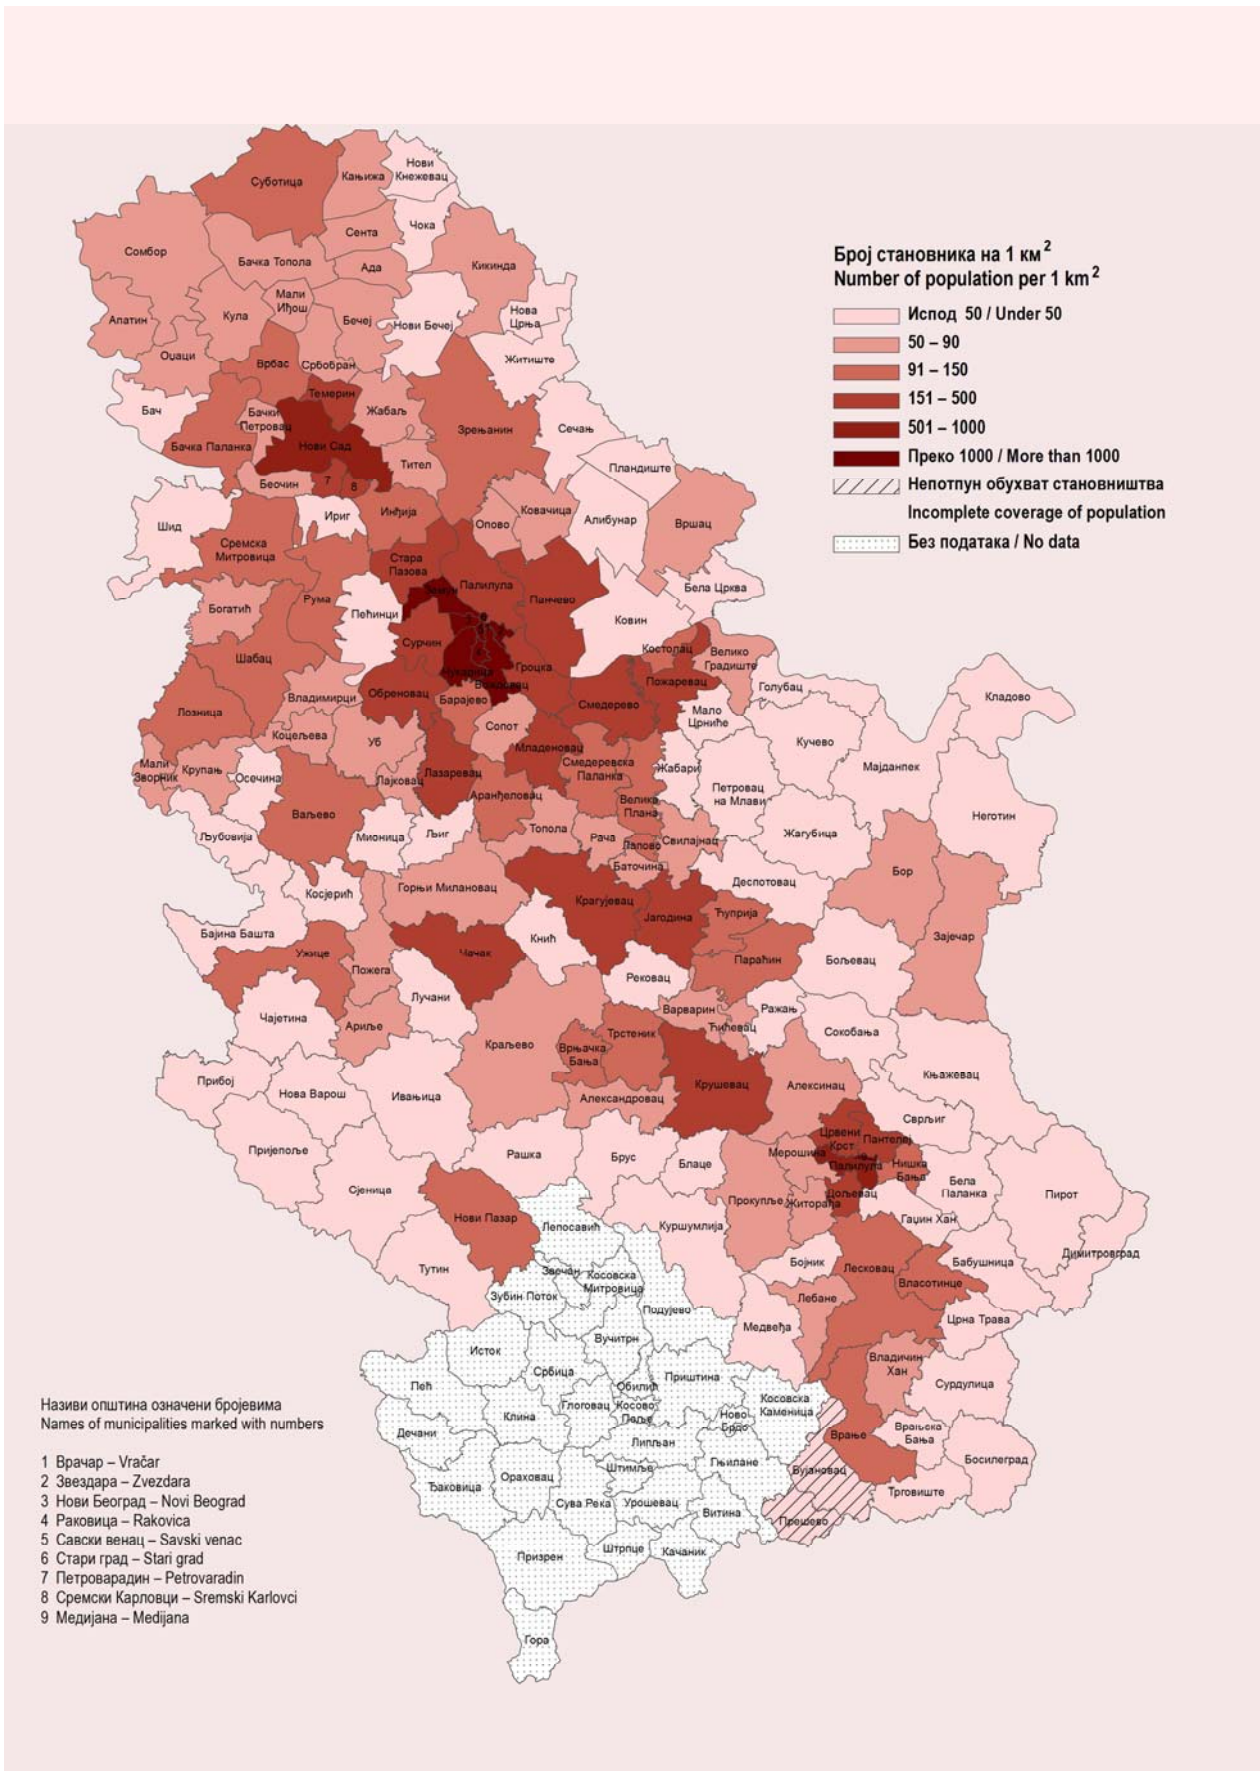 Број становника на 1 км²
Number of population per 1 km²
Испод 50 / Under 50
50 – 90
91 – 150
151 – 500
501 – 1000
Преко 1000 / More than 1000
Непотпун обухват становништва
Incomplete coverage of population
Без података / No data
Суботица
Кањижа
Нови
Кнежевац
Чока
Сомбор
Сента
Бачка Топола
Ада
Кикинда
Мали
Иђош
Апатин
Кула
Бечеј
Нови Бечеј
Нова
Црња
Оџаци
Врбас
Србобран
Житиште
Темерин
Бач
Бачки
Петровац
Жабаљ
Бачка Паланка
Нови Сад
Зрењанин
Сечањ
Тител
Пландиште
Беочин
7
8
Шид
Ириг
Инђија
Опово
Ковачица
Алибунар
Вршац
Сремска
Митровица
Стара
Пазова
Палилула
Панчево
Бела Црква
Богатић
Рума
Пећинци
Земун
Ковин
Сурчин
Шабац
Костолац
Велико
Градиште
Чукарица
Гроцка
Вождовац
Пожаревац
Голубац
Кладово
Обреновац
Барајево
Владимирци
Лозница
Смедерево
Мало
Црниће
Сопот
Коцељева
Уб
Младеновац
Кучево
Мали
Зворник
Крупањ
Осечина
Лајковац
Лазаревац
Смедеревска
Паланка
Жабари
Мајданпек
Петровац
на Млави
Аранђеловац
Ваљево
Велика
Плана
Неготин
Љубовија
Мионица
Љиг
Топола
Рача
Лапово
Свилајнац
Жагубица
Баточина
Косјерић
Горњи Милановац
Деспотовац
Бор
Крагујевац
Јагодина
Ћуприја
Бајина Башта
Кнић
Зајечар
Ужице
Чачак
Параћин
Бољевац
Пожега
Рековац
Лучани
Чајетина
Ариље
Варварин
Ражањ
Ћићевац
Сокобања
Краљево
Врњачка
Бања
Трстеник
Књажевац
Прибој
Нова Варош
Ивањица
Александровац
Крушевац
Алексинац
Сврљиг
Пријепоље
Рашка
Брус
Блаце
Мерошина
Црвени
Крст
Пантелеј
Палилула
Нишка
Бања
Бела
Паланка
Пирот
Сјеница
Прокупље
Житорађа
Дољевац
Гаџин Хан
Нови Пазар
Лепосавић
Куршумлија
Димитровград
Тутин
Звечан
Косовска
Митровица
Бојник
Лесковац
Бабушница
Власотинце
Зубин Поток
Подујево
Лебане
Медвеђа
Црна Трава
Исток
Вучитрн
Србица
Владичин
Хан
Пећ
Обилић
Приштина
Сурдулица
Клина
Глоговац
Косово
Поље
Ново
Брдо
Косовска
Каменица
Дечани
Врање
Врањска
Бања
Липљан
Босилеград
Ђаковица
Ораховац
Штимље
Гњилане
Бујановац
Трговиште
Сува Река
Урошевац
Витина
Прешево
Призрен
Штрпце
Качаник
Гора
Називи општина означени бројевима
Names of municipalities marked with numbers
1 Врачар – Vračar
2 Звездара – Zvezdara
3 Нови Београд – Novi Beograd
4 Раковица – Rakovica
5 Савски венац – Savski venac
6 Стари град – Stari grad
7 Петроварадин – Petrovaradin
8 Сремски Карловци – Sremski Karlovci
9 Медијана – Medijana